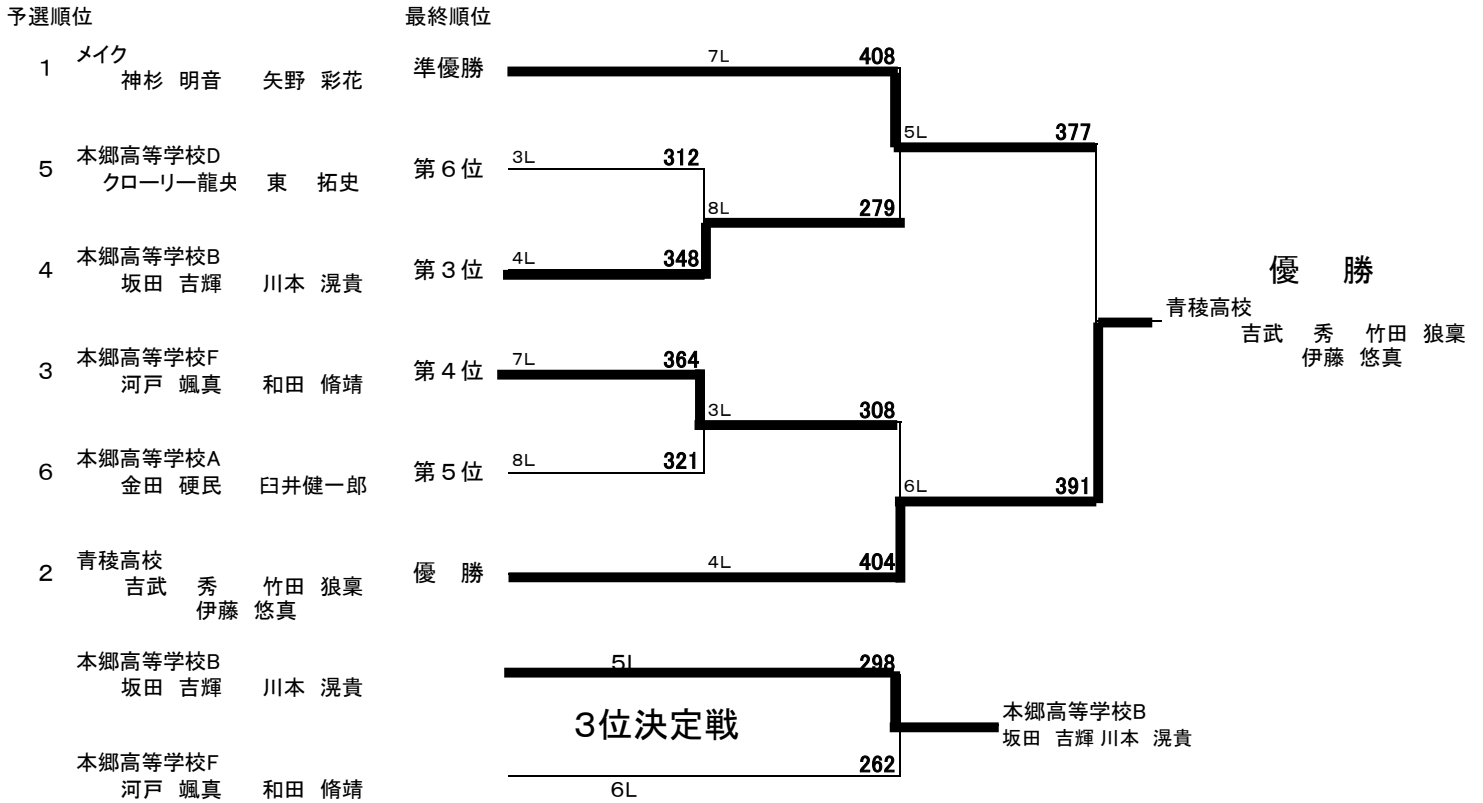 予選順位 最終順位
メイク 7L 408
1 神杉 明音 矢野 彩花 準優勝
5L 377
本郷高等学校D 3L 312
5 クローリー龍央 東 拓史 第６位
8L 279
本郷高等学校B 4L 348
4 坂田 吉輝 川本 滉貴 第３位
優 勝
青稜高校
吉武 秀 竹田 狼稟
伊藤 悠真
本郷高等学校F 7L 364
3 河戸 颯真 和田 脩靖 第４位
3L 308
本郷高等学校A 8L 321
6 金田 硬民 臼井健一郎 第５位
6L 391
青稜高校 4L 404
2 吉武 秀 竹田 狼稟 優 勝
伊藤 悠真
本郷高等学校B 5L 298
坂田 吉輝 川本 滉貴
3位決定戦
本郷高等学校B
坂田 吉輝 川本 滉貴
本郷高等学校F 262
河戸 颯真 和田 脩靖 6L